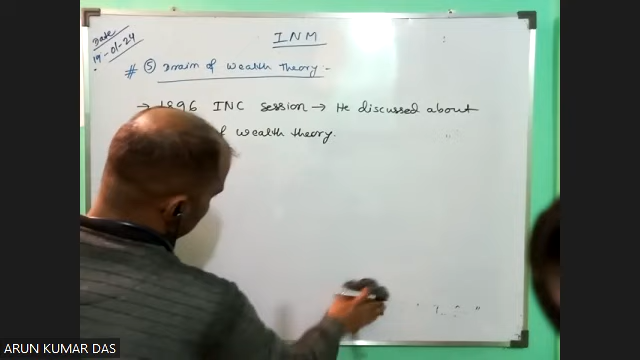 Date
19-01-24
INM
# ⑤ Drain of wealth Theory :-
→ 1896 INC session → He discussed about
of wealth theory.
ARUN KUMAR DAS